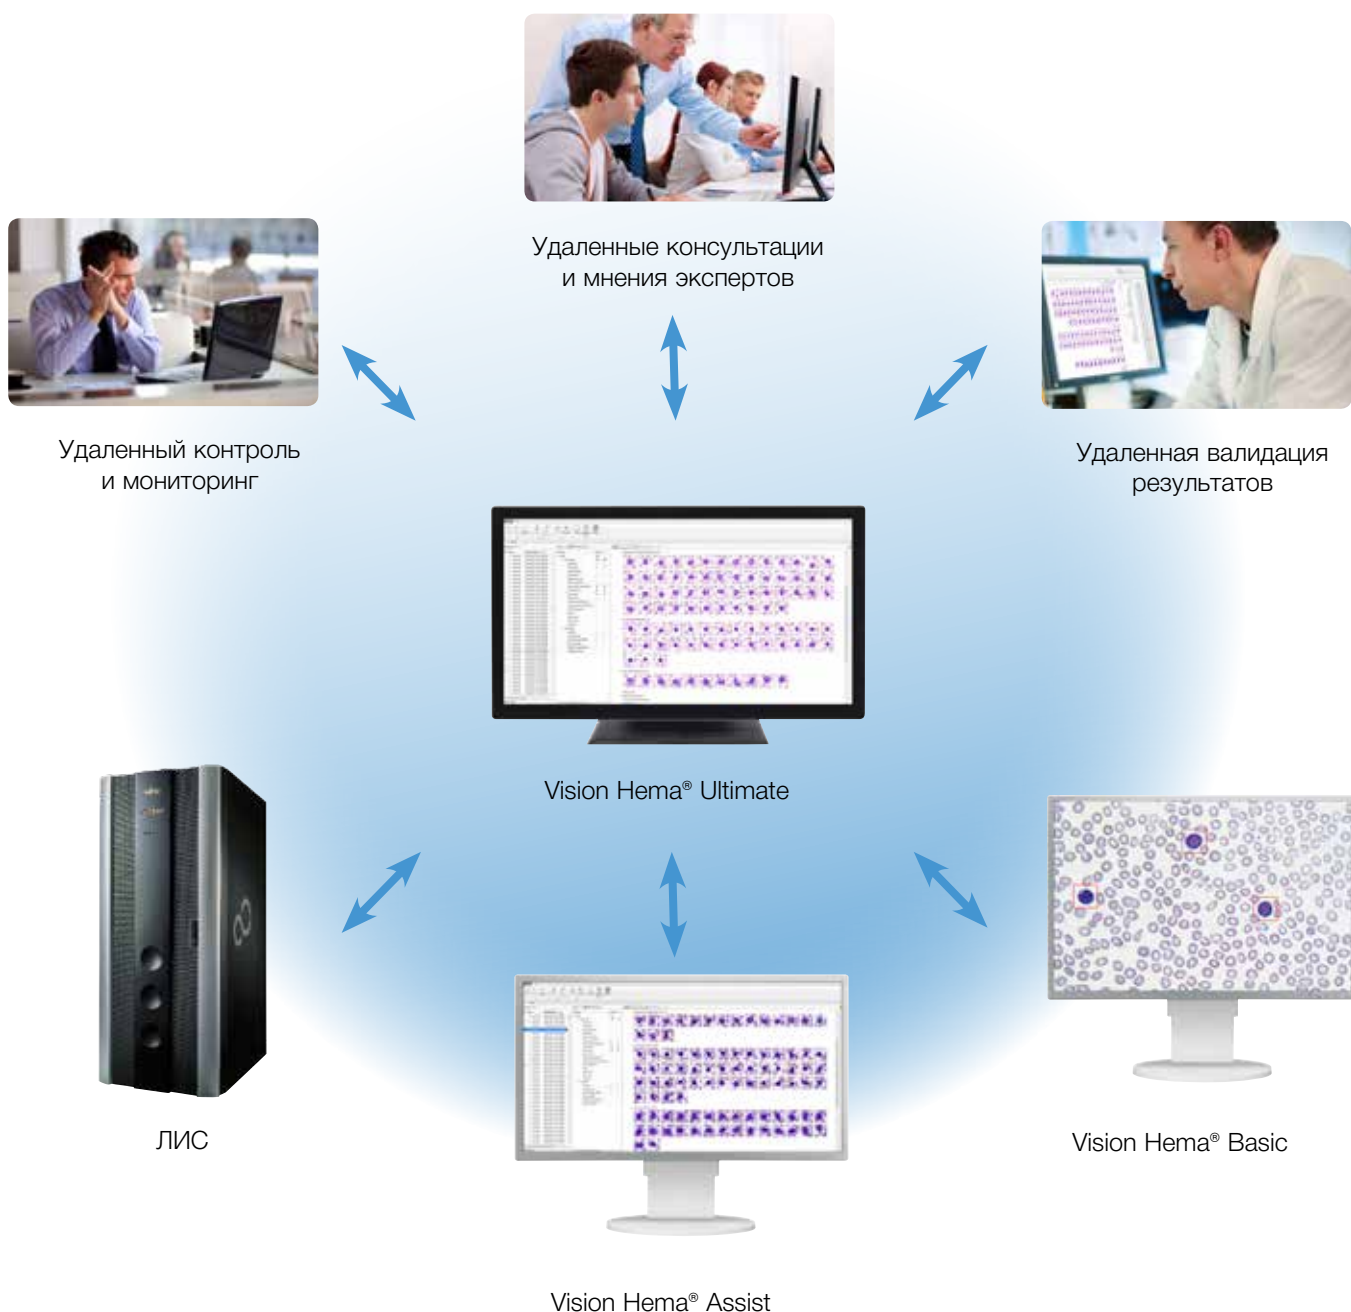 Удаленные консультации
и мнения экспертов
Удаленный контроль
и мониторинг
Удаленная валидация
результатов
Vision Hema® Ultimate
ЛИС
Vision Hema® Basic
Vision Hema® Assist